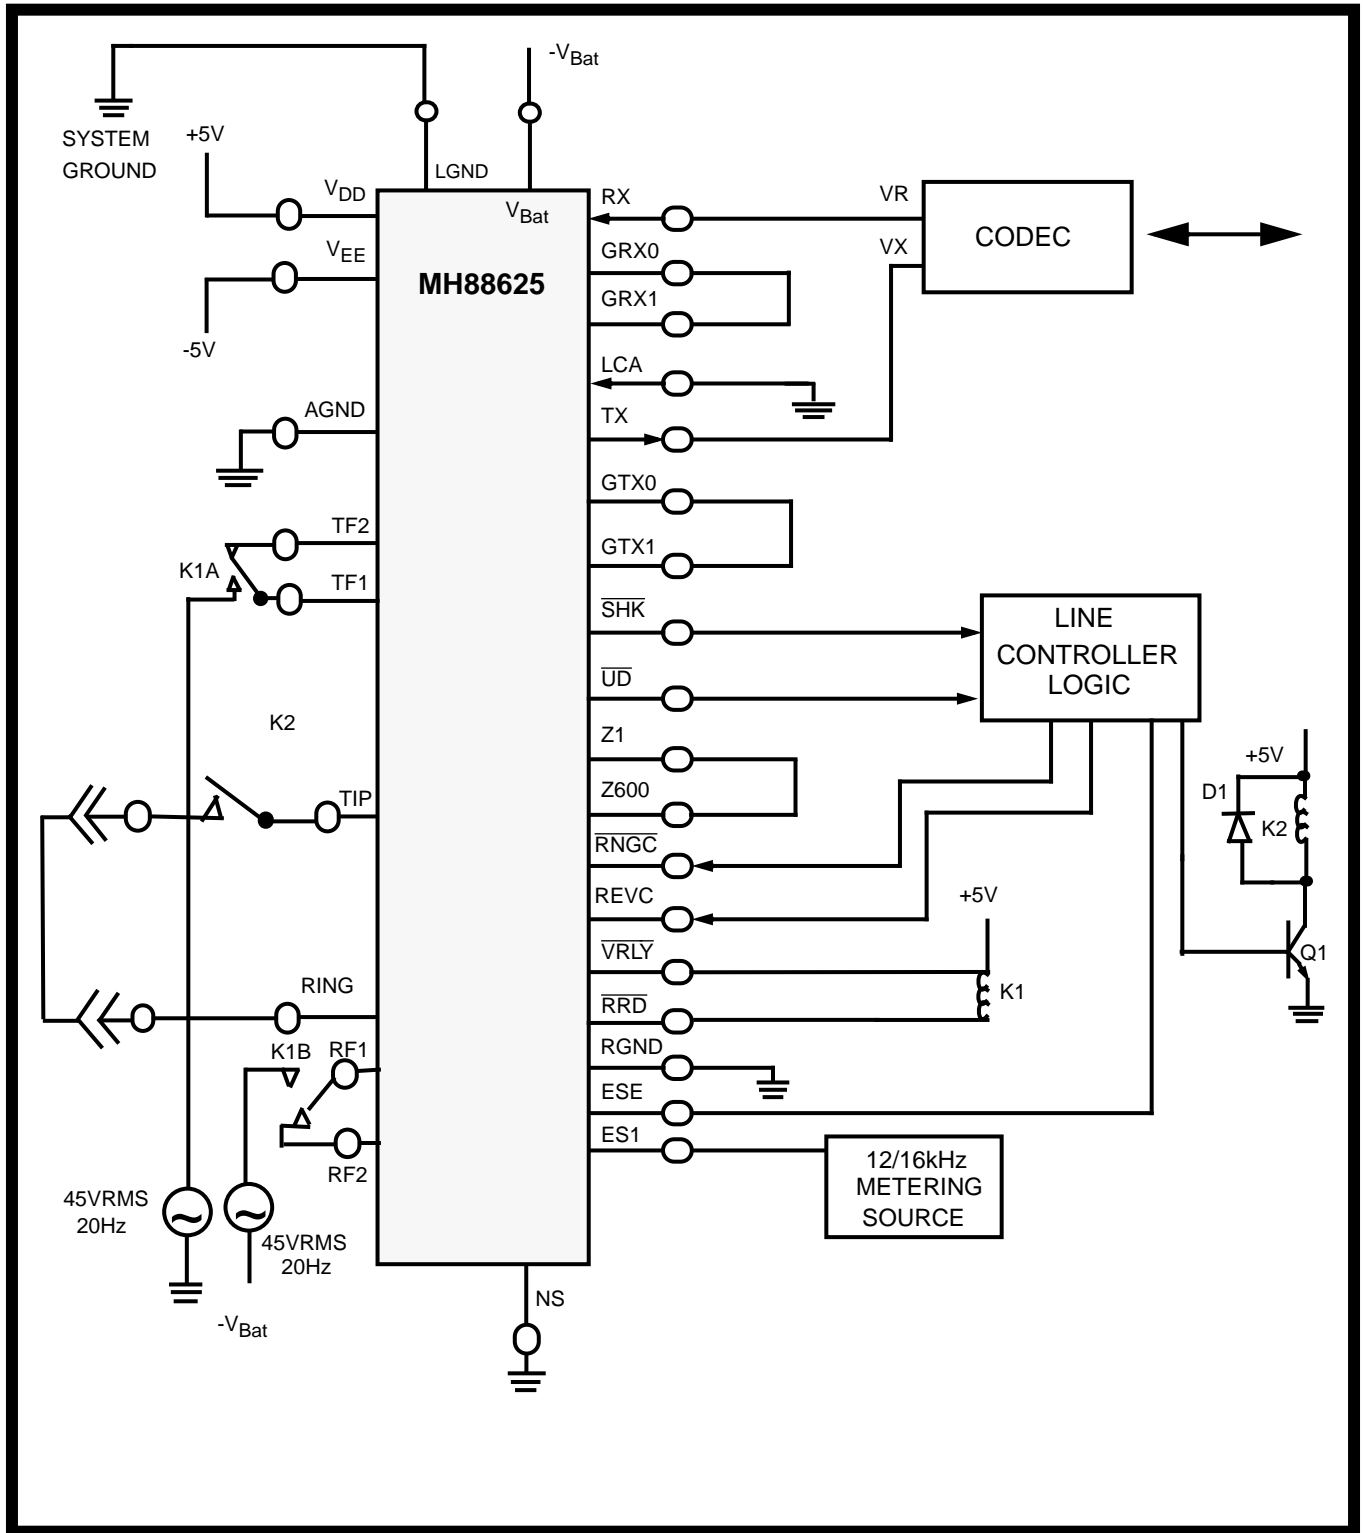 -VBat
SYSTEM
GROUND
+5V
LGND
VDD
VBat
VEE
-5V
MH88625
AGND
TF2
K1A
TF1
K2
TIP
RING
K1B
RF1
RF2
45VRMS
20Hz
45VRMS
20Hz
-VBat
NS
RX
VR
CODEC
GRX0
VX
GRX1
LCA
TX
GTX0
GTX1
SHK
LINE
CONTROLLER
LOGIC
UD
Z1
Z600
RNGC
REVC
+5V
VRLY
K1
RRD
RGND
ESE
ES1
12/16kHz
METERING
SOURCE
+5V
D1
K2
Q1